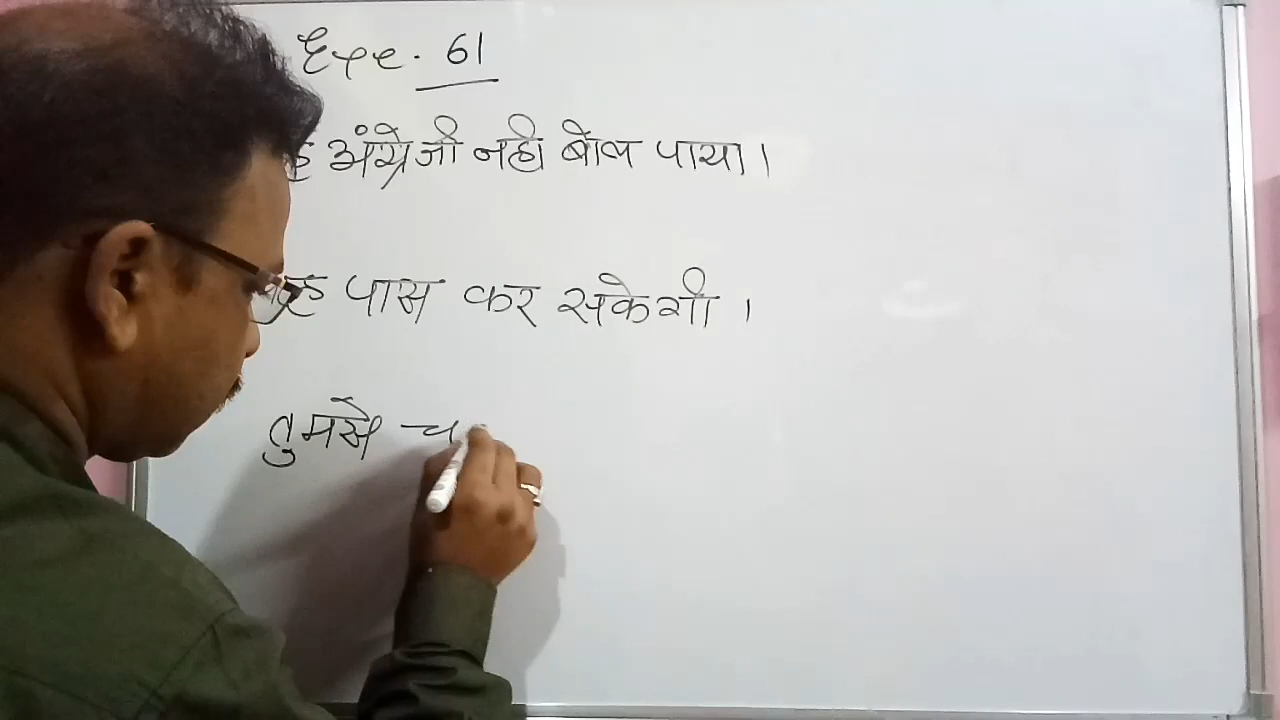 Exe. 61
अंग्रेजी नही बोल पाया।
पास कर सकेगी ।
तुमसे च